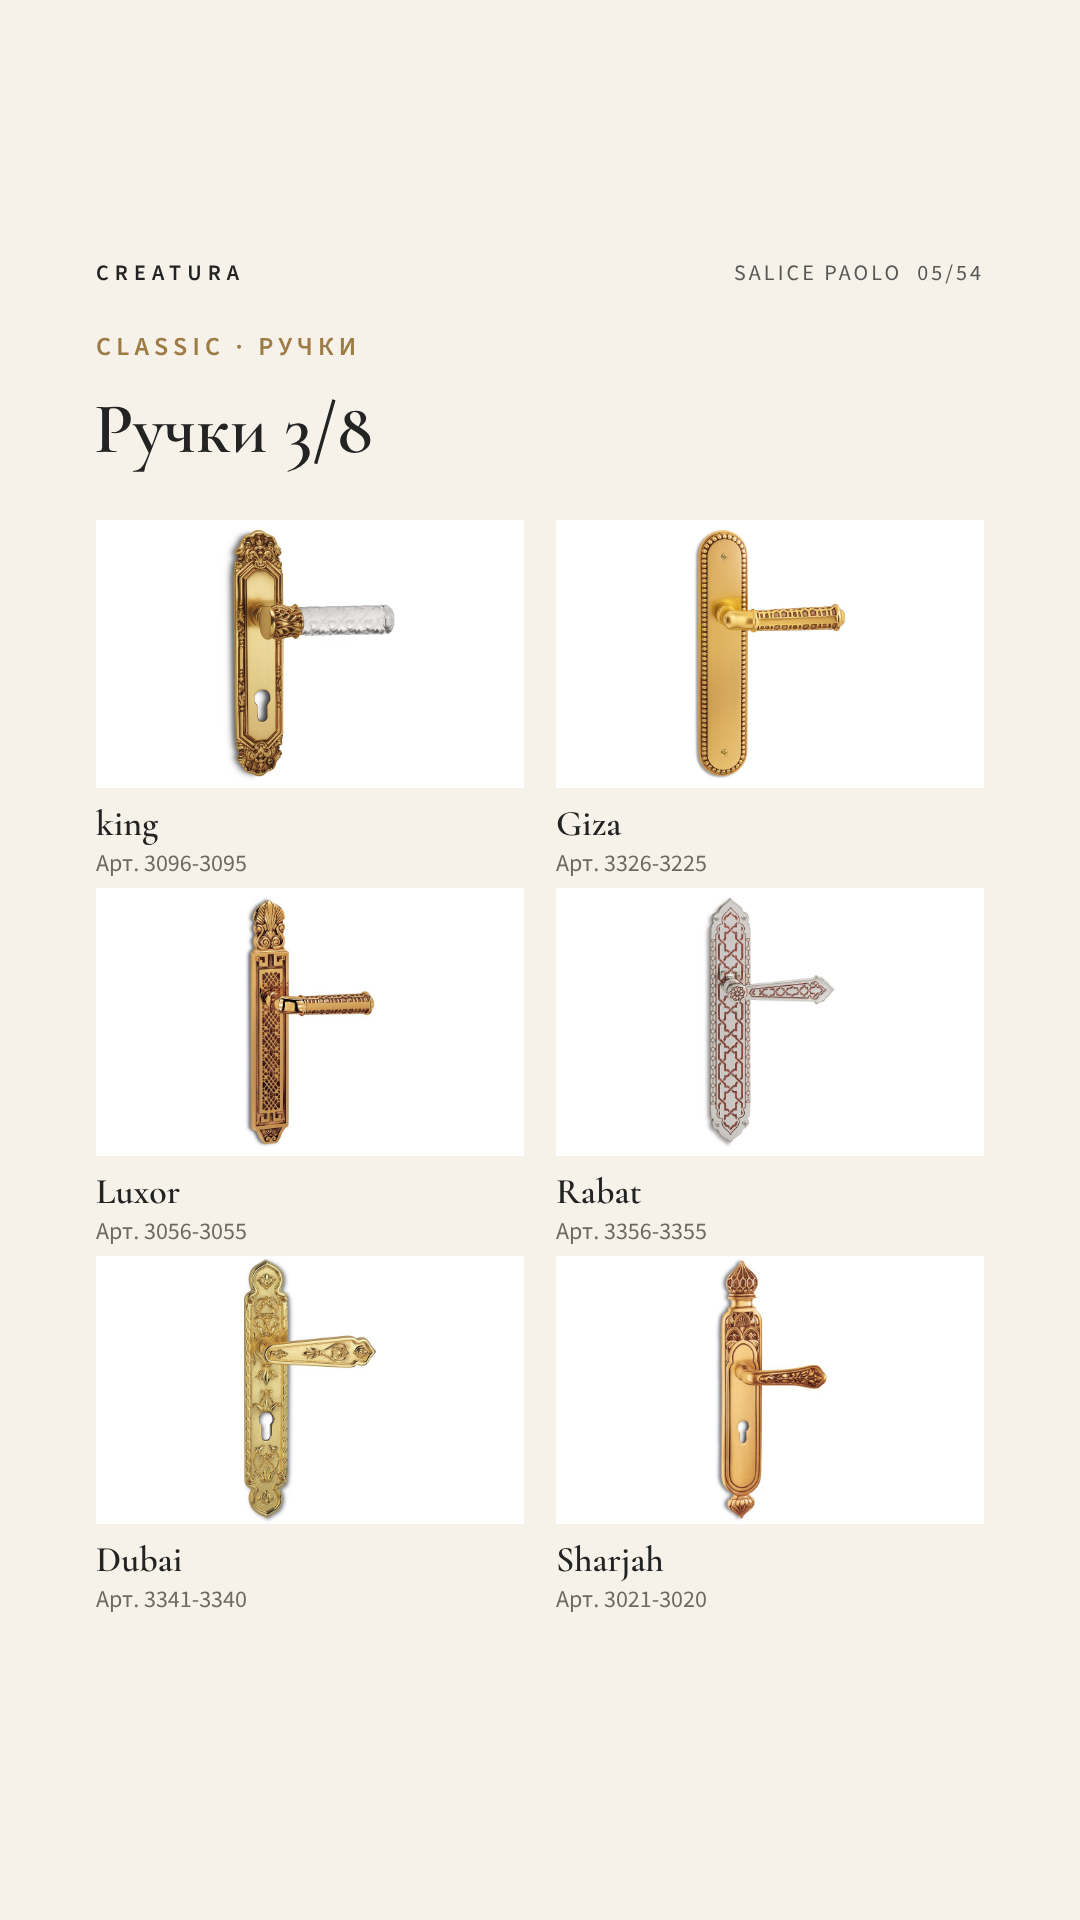 CREATURA
SALICE PAOLO 05/54
CLASSIC · РУЧКИ
Ручки 3/8
king
Арт. 3096-3095
Giza
Арт. 3326-3225
Luxor
Арт. 3056-3055
Rabat
Арт. 3356-3355
Dubai
Арт. 3341-3340
Sharjah
Арт. 3021-3020